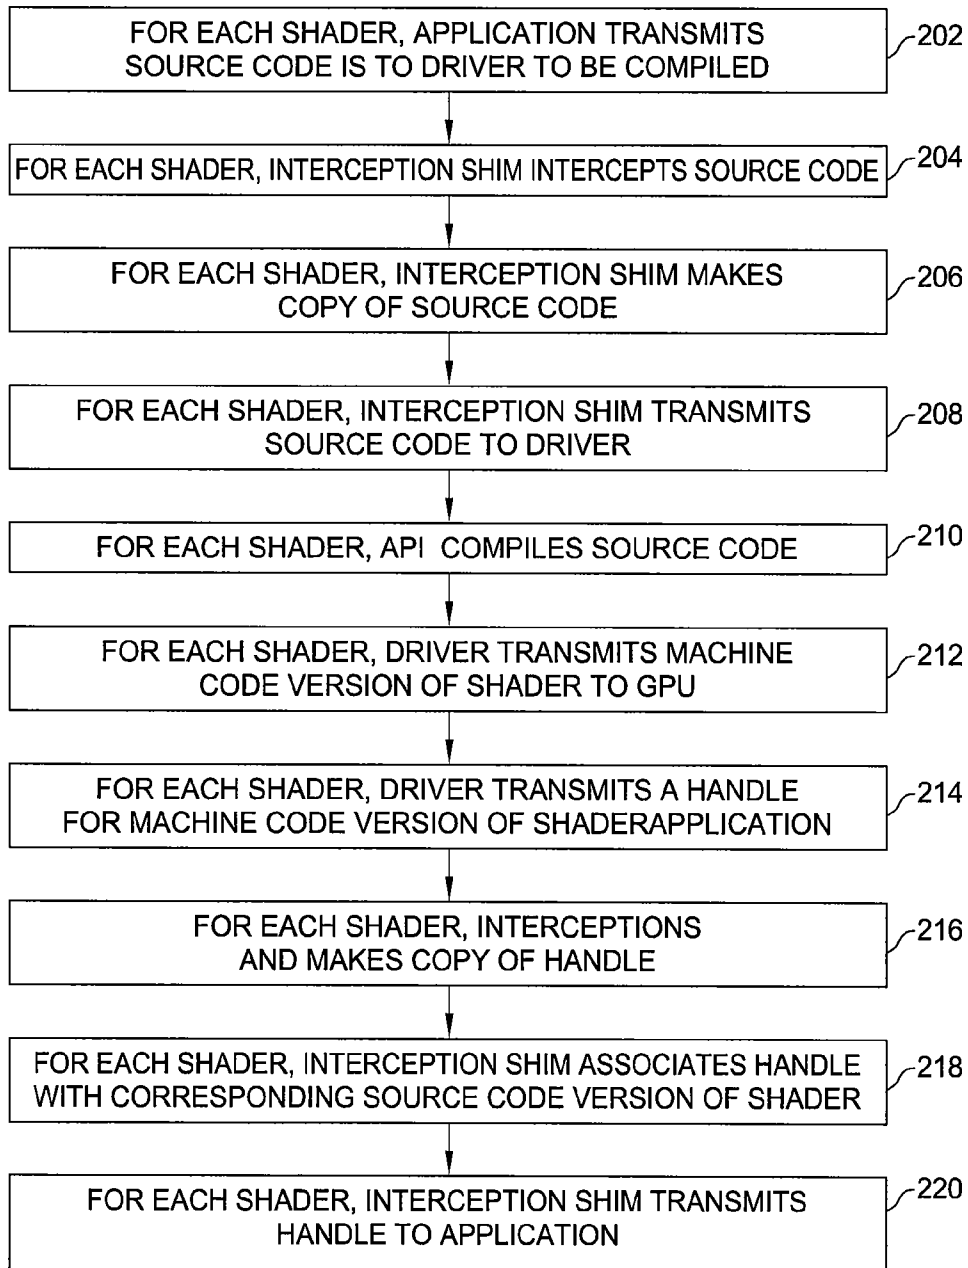 FOR EACH SHADER, APPLICATION TRANSMITS
SOURCE CODE IS TO DRIVER TO BE COMPILED
202
FOR EACH SHADER, INTERCEPTION SHIM INTERCEPTS SOURCE CODE
204
FOR EACH SHADER, INTERCEPTION SHIM MAKES
COPY OF SOURCE CODE
206
FOR EACH SHADER, INTERCEPTION SHIM TRANSMITS
SOURCE CODE TO DRIVER
208
FOR EACH SHADER, API COMPILES SOURCE CODE
210
FOR EACH SHADER, DRIVER TRANSMITS MACHINE
CODE VERSION OF SHADER TO GPU
212
FOR EACH SHADER, DRIVER TRANSMITS A HANDLE
FOR MACHINE CODE VERSION OF SHADERAPPLICATION
214
FOR EACH SHADER, INTERCEPTIONS
AND MAKES COPY OF HANDLE
216
FOR EACH SHADER, INTERCEPTION SHIM ASSOCIATES HANDLE
WITH CORRESPONDING SOURCE CODE VERSION OF SHADER
218
FOR EACH SHADER, INTERCEPTION SHIM TRANSMITS
HANDLE TO APPLICATION
220